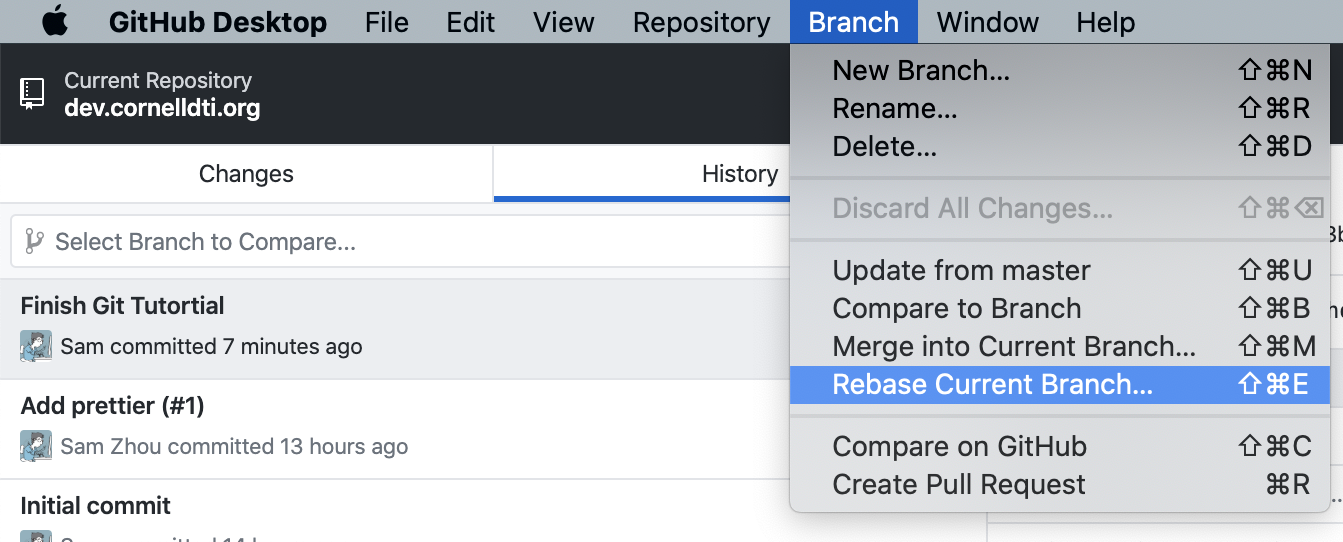 GitHub Desktop File Edit View Repository Branch Window Help
Current Repository
dev.cornelldti.org
Changes History
Select Branch to Compare...
Finish Git Tutortial
Sam committed 7 minutes ago
Add prettier (#1)
Sam Zhou committed 13 hours ago
Initial commit
New Branch... ⇧⌘N
Rename... ⇧⌘R
Delete... ⇧⌘D
Discard All Changes... ⇧⌘⌫
Update from master ⇧⌘U
Compare to Branch ⇧⌘B
Merge into Current Branch... ⇧⌘M
Rebase Current Branch... ⇧⌘E
Compare on GitHub ⇧⌘C
Create Pull Request ⌘R